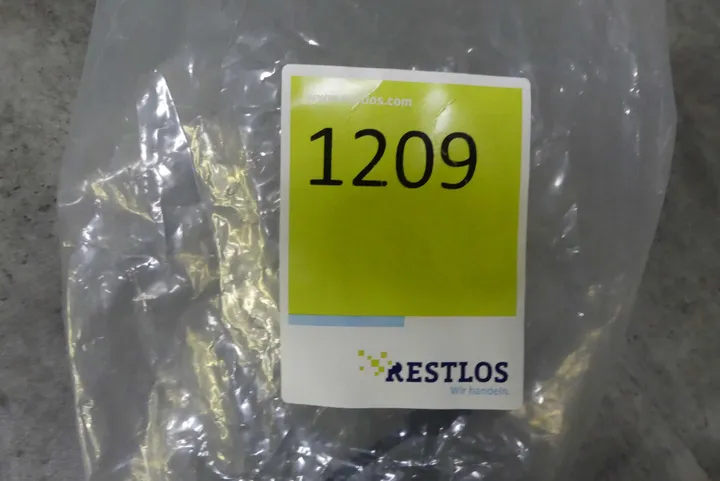 1209
RESTLOS
Wir handeln.